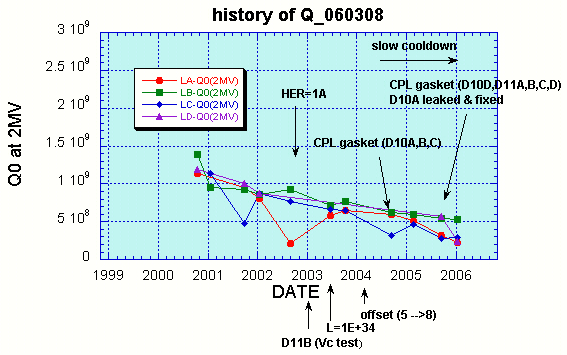 history of Q_060308
Q0 at 2MV
3 10^9
2.5 10^9
2 10^9
1.5 10^9
1 10^9
5 10^8
0
slow cooldown
LA-Q0(2MV)
LB-Q0(2MV)
LC-Q0(2MV)
LD-Q0(2MV)
HER=1A
CPL gasket (D10D,D11A,B,C,D)
D10A leaked & fixed
CPL gasket (D10A,B,C)
1999 2000 2001 2002 2003 2004 2005 2006
DATE
offset (5 -->8)
L=1E+34
D11B (Vc test)